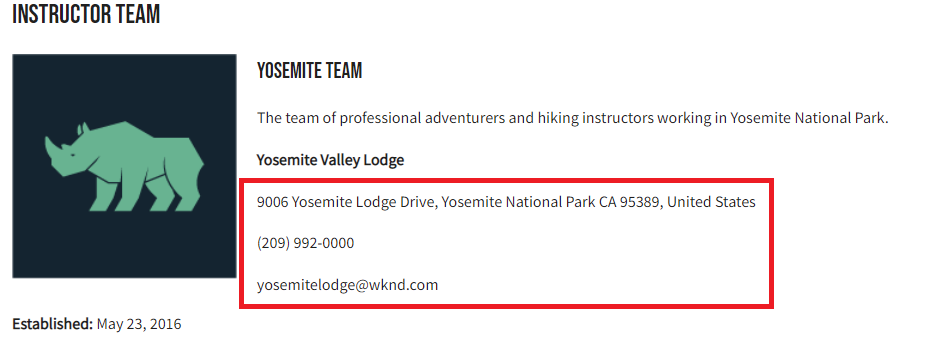 INSTRUCTOR TEAM
YOSEMITE TEAM
The team of professional adventurers and hiking instructors working in Yosemite National Park.
Yosemite Valley Lodge
9006 Yosemite Lodge Drive, Yosemite National Park CA 95389, United States
(209) 992-0000
yosemitelodge@wknd.com
Established: May 23, 2016